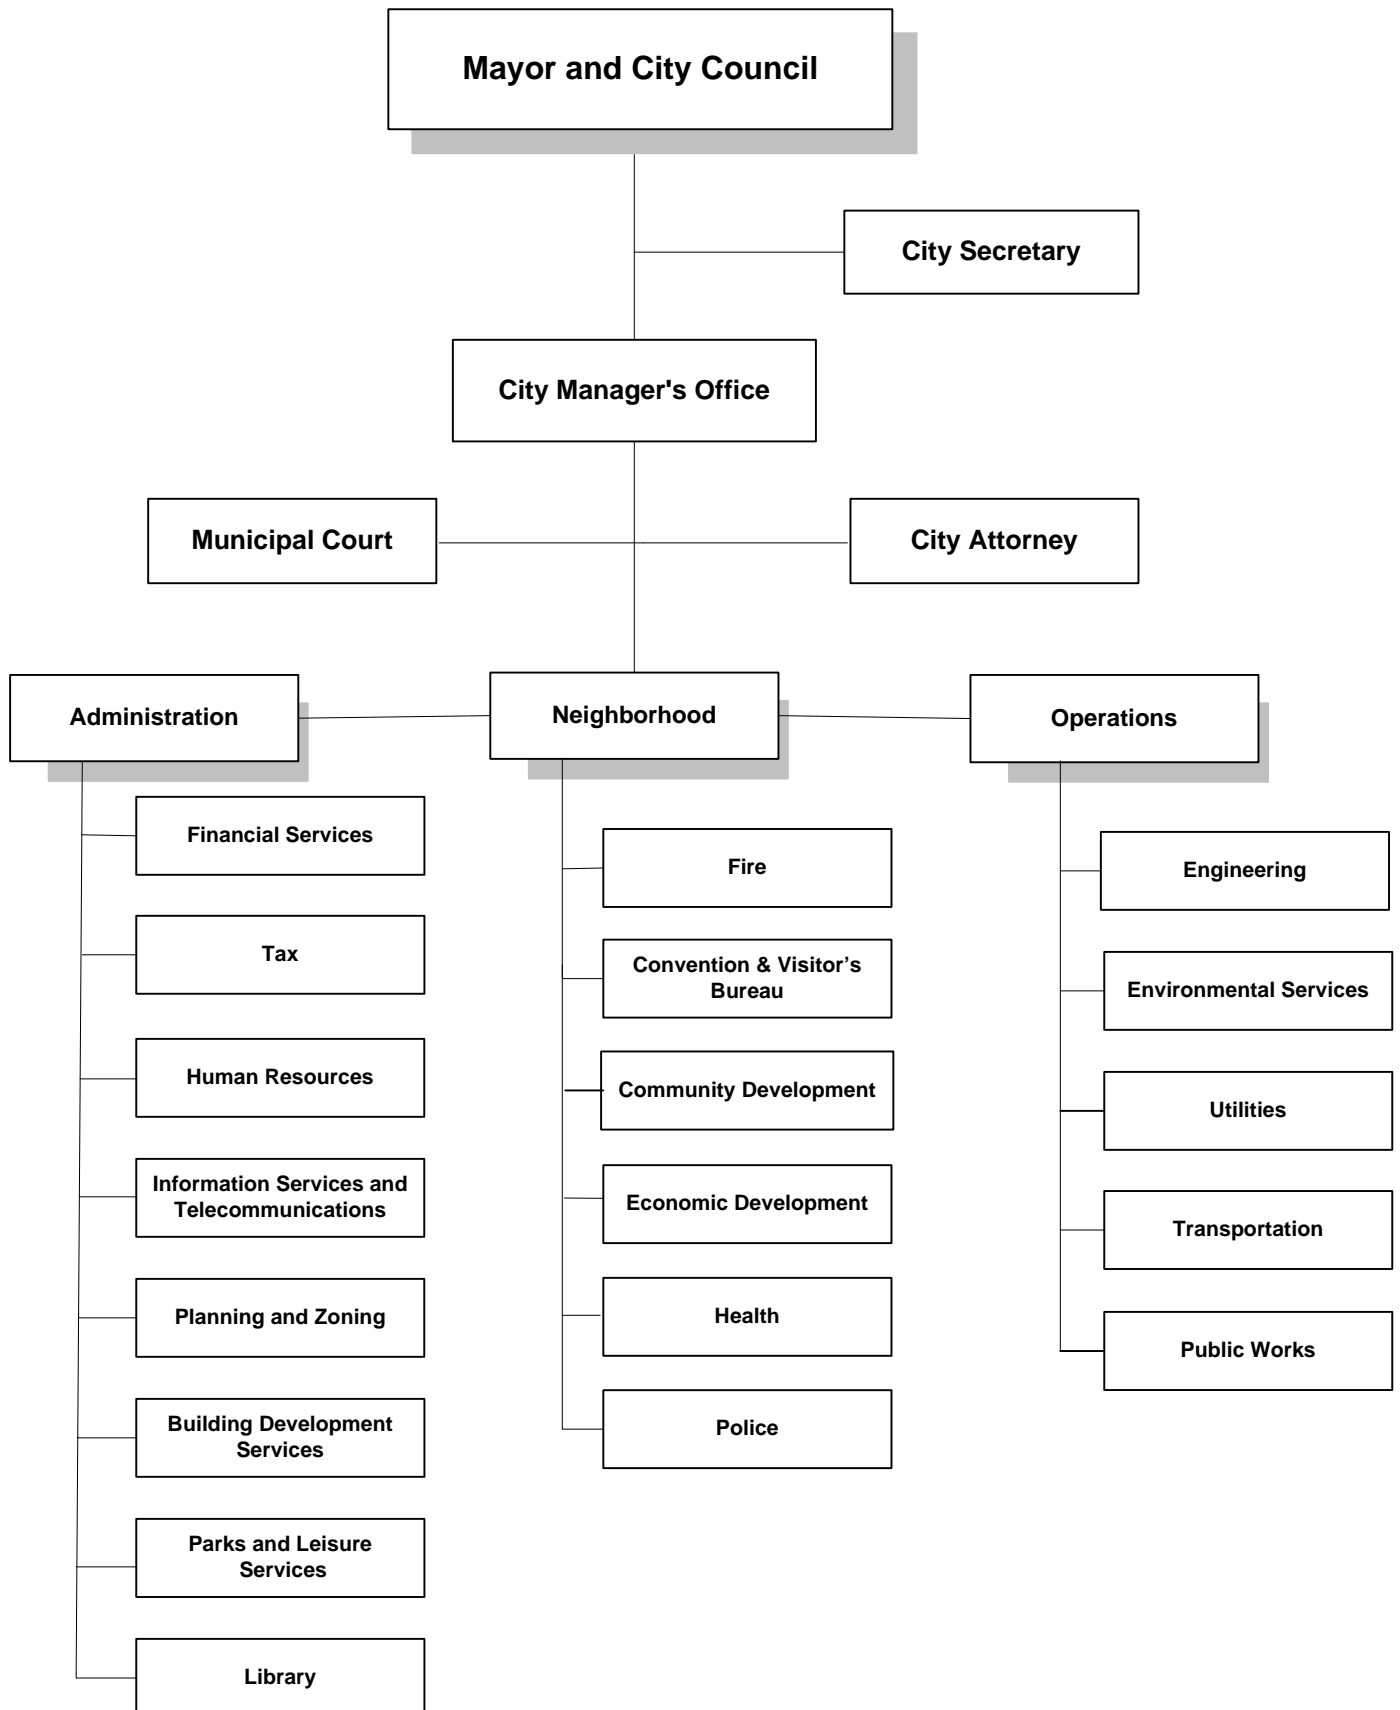 Mayor and City Council
City Secretary
City Manager's Office
Municipal Court
City Attorney
Administration
Neighborhood
Operations
Financial Services
Tax
Human Resources
Information Services and
Telecommunications
Planning and Zoning
Building Development
Services
Parks and Leisure
Services
Library
Fire
Convention & Visitor’s
Bureau
Community Development
Economic Development
Health
Police
Engineering
Environmental Services
Utilities
Transportation
Public Works